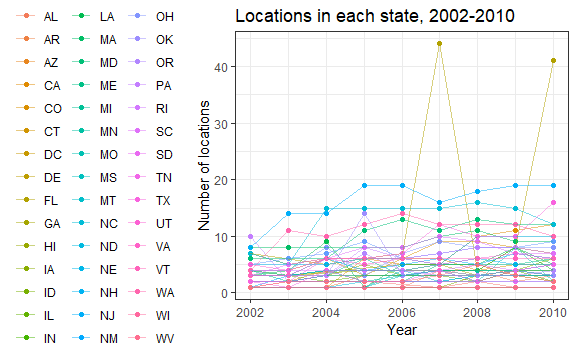 Locations in each state, 2002-2010
AL LA OH
AR MA OK
AZ MD OR
CA ME PA
CO MI RI
CT MN SC
DC MO SD
DE MS TN
FL MT TX
GA NC UT
HI ND VA
IA NE VT
ID NH WA
IL NJ WI
IN NM WV
Number of locations
40
30
20
10
0
2002 2004 2006 2008 2010
Year